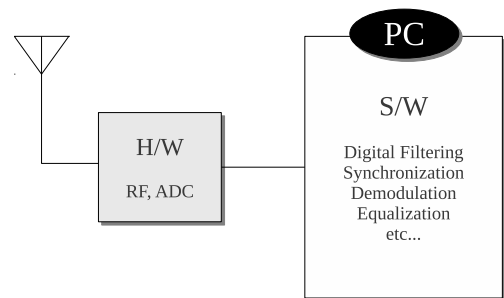 PC
S/W
H/W
RF, ADC
Digital Filtering
Synchronization
Demodulation
Equalization
etc...